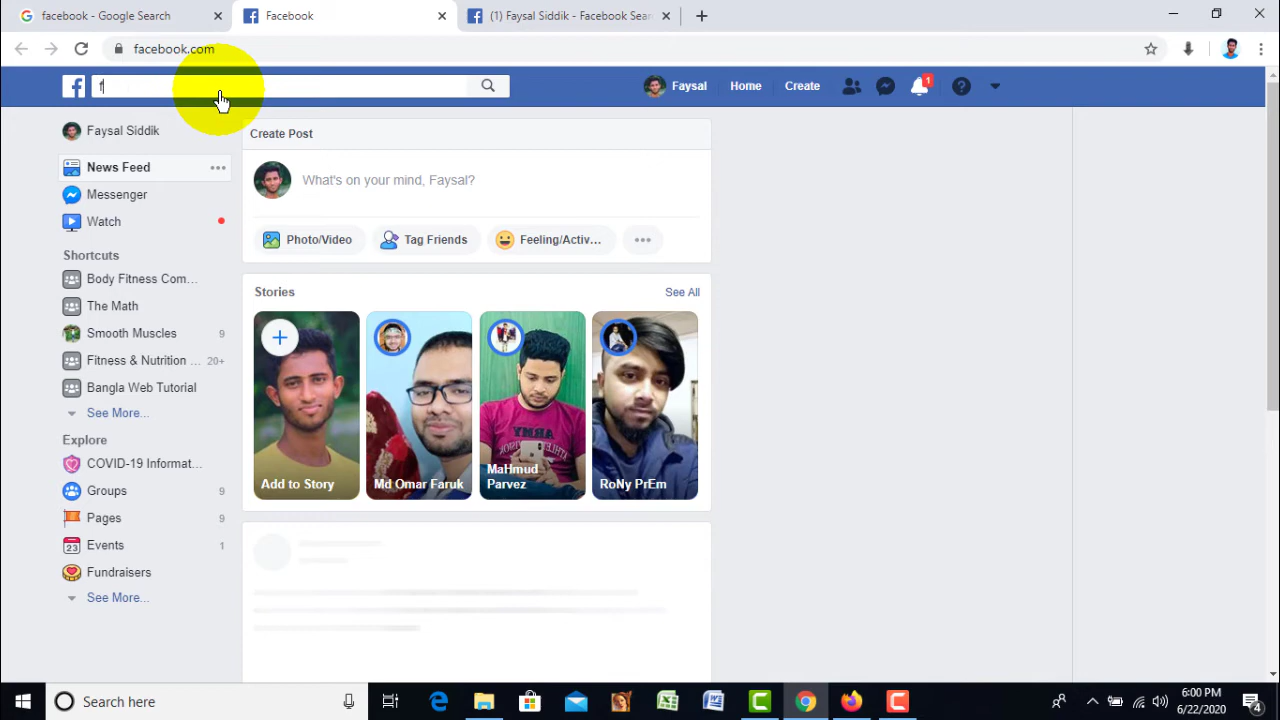 facebook - Google Search
Facebook
(1) Faysal Siddik - Facebook Sea
facebook.com
f
Faysal
Home
Create
1
Faysal Siddik
News Feed
Messenger
Watch
Shortcuts
Body Fitness Com...
The Math
Smooth Muscles 9
Fitness & Nutrition ... 20+
Bangla Web Tutorial
See More...
Explore
COVID-19 Informat...
Groups 9
Pages 9
23 Events 1
Fundraisers
See More...
Create Post
What's on your mind, Faysal?
Photo/Video
Tag Friends
Feeling/Activ...
Stories
See All
Add to Story
Md Omar Faruk
ARMY
MaHmud
Parvez
RoNy PrEm
Search here
6:00 PM
6/22/2020
4